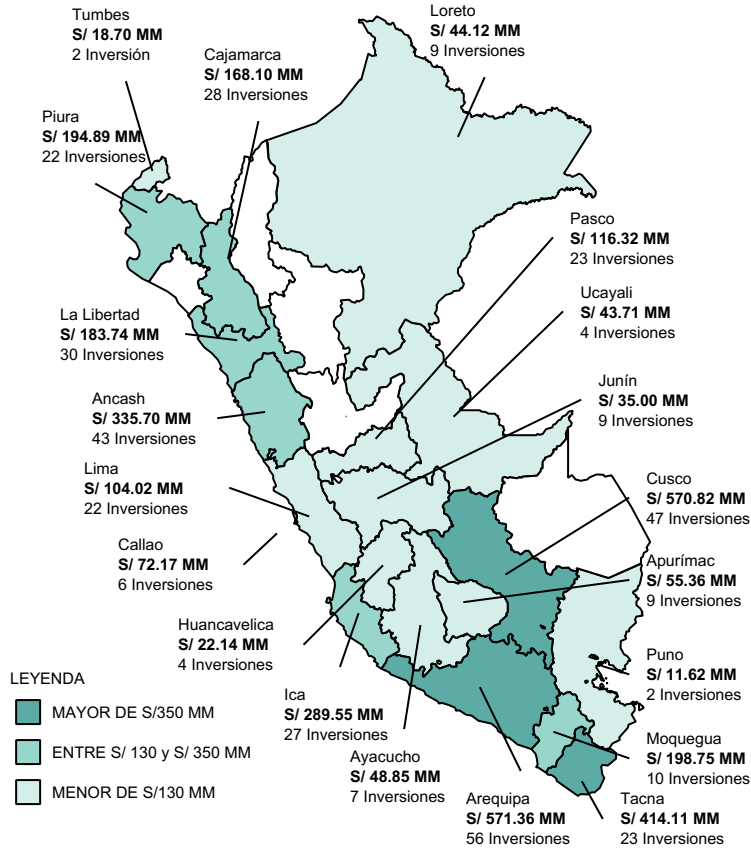 Tumbes
S/ 18.70 MM
2 Inversión
Loreto
S/ 44.12 MM
9 Inversiones
Cajamarca
S/ 168.10 MM
28 Inversiones
Piura
S/ 194.89 MM
22 Inversiones
Pasco
S/ 116.32 MM
23 Inversiones
Ucayali
S/ 43.71 MM
4 Inversiones
La Libertad
S/ 183.74 MM
30 Inversiones
Junín
S/ 35.00 MM
9 Inversiones
Ancash
S/ 335.70 MM
43 Inversiones
Lima
S/ 104.02 MM
22 Inversiones
Cusco
S/ 570.82 MM
47 Inversiones
Callao
S/ 72.17 MM
6 Inversiones
Apurímac
S/ 55.36 MM
9 Inversiones
Huancavelica
S/ 22.14 MM
4 Inversiones
Puno
S/ 11.62 MM
2 Inversiones
LEYENDA
MAYOR DE S/350 MM
ENTRE S/ 130 y S/ 350 MM
MENOR DE S/130 MM
Ica
S/ 289.55 MM
27 Inversiones
Ayacucho
S/ 48.85 MM
7 Inversiones
Moquegua
S/ 198.75 MM
10 Inversiones
Arequipa
S/ 571.36 MM
56 Inversiones
Tacna
S/ 414.11 MM
23 Inversiones